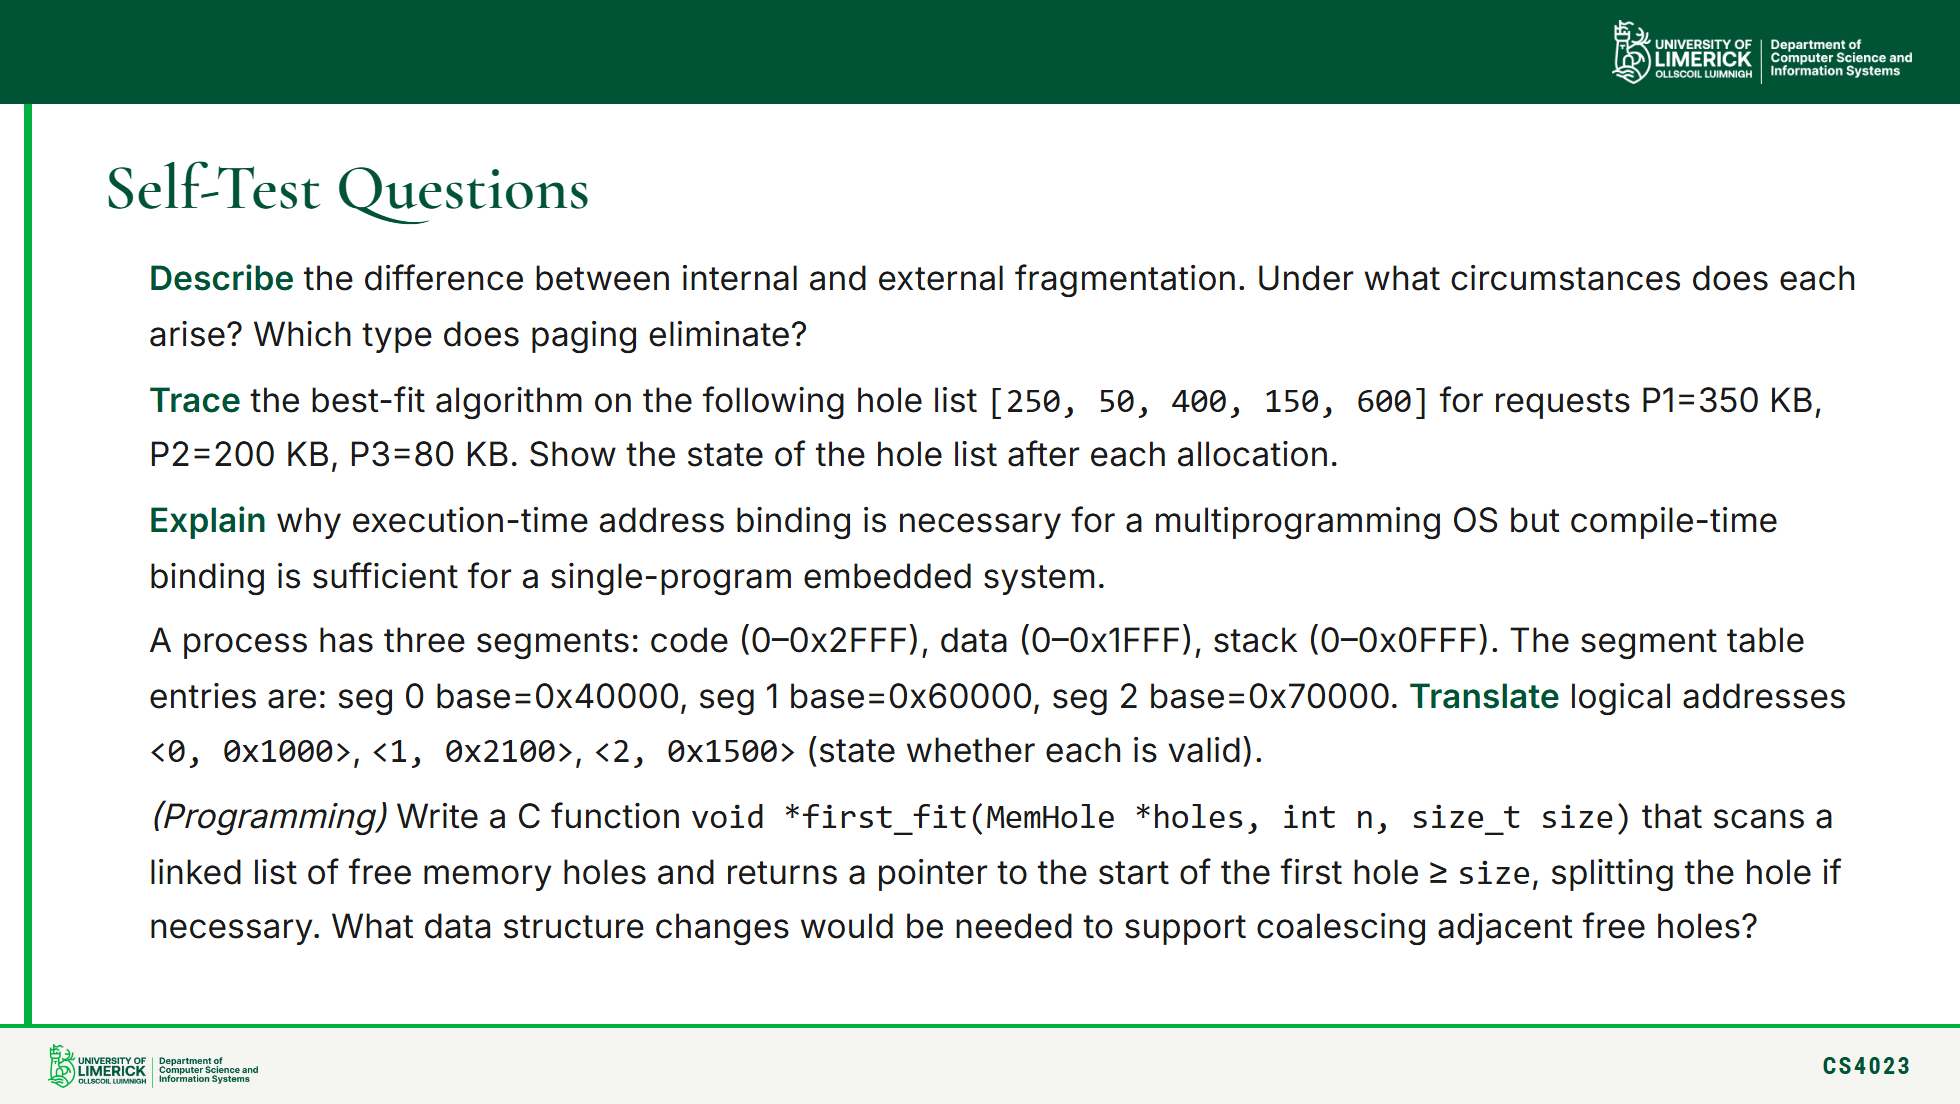 UNIVERSITY OF
LIMERICK
OLLSCOIL LUIMNIGH
Department of
Computer Science and
Information Systems
Self-Test Questions
Describe the difference between internal and external fragmentation. Under what circumstances does each
arise? Which type does paging eliminate?
Trace the best-fit algorithm on the following hole list [250, 50, 400, 150, 600] for requests P1=350 KB,
P2=200 KB, P3=80 KB. Show the state of the hole list after each allocation.
Explain why execution-time address binding is necessary for a multiprogramming OS but compile-time
binding is sufficient for a single-program embedded system.
A process has three segments: code (0–0x2FFF), data (0–0x1FFF), stack (0–0x0FFF). The segment table
entries are: seg 0 base=0x40000, seg 1 base=0x60000, seg 2 base=0x70000. Translate logical addresses
<0, 0x1000>, <1, 0x2100>, <2, 0x1500> (state whether each is valid).
(Programming) Write a C function void *first_fit(MemHole *holes, int n, size_t size) that scans a
linked list of free memory holes and returns a pointer to the start of the first hole ≥ size, splitting the hole if
necessary. What data structure changes would be needed to support coalescing adjacent free holes?
UNIVERSITY OF
LIMERICK
OLLSCOIL LUIMNIGH
Department of
Computer Science and
Information Systems
CS4023